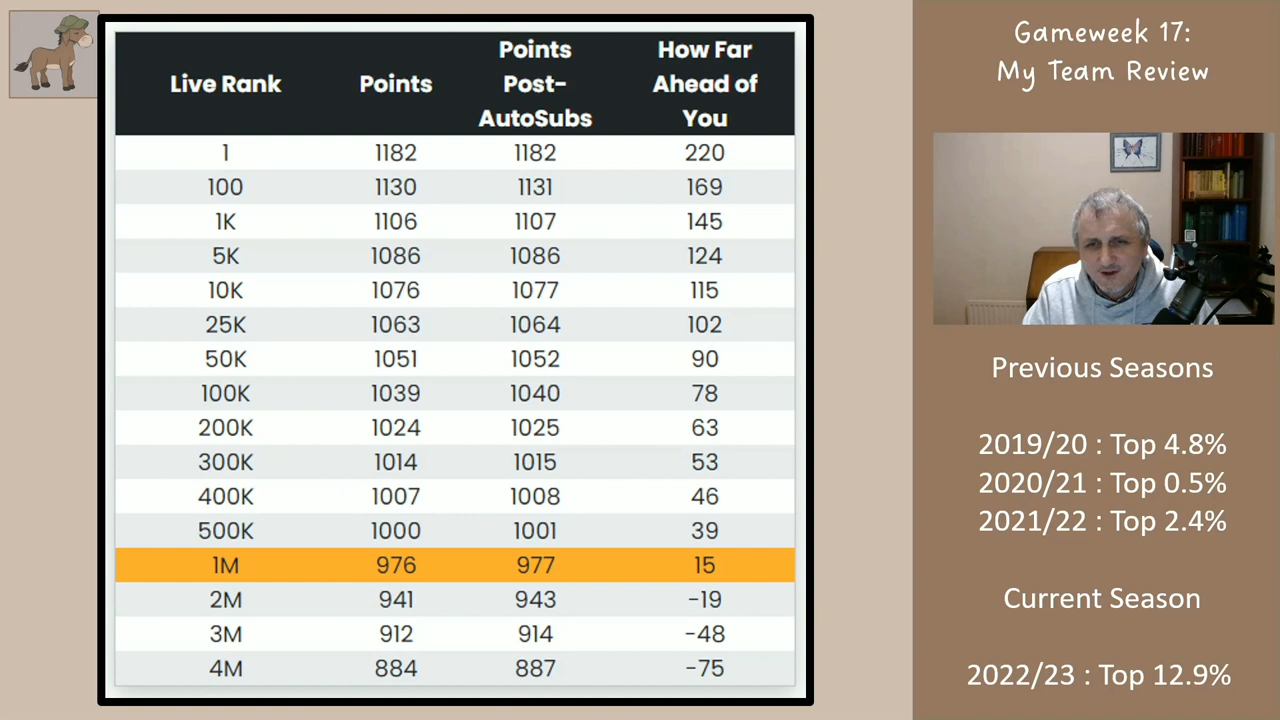 Live Rank Points Points Post-AutoSubs How Far Ahead of You
1 1182 1182 220
100 1130 1131 169
1K 1106 1107 145
5K 1086 1086 124
10K 1076 1077 115
25K 1063 1064 102
50K 1051 1052 90
100K 1039 1040 78
200K 1024 1025 63
300K 1014 1015 53
400K 1007 1008 46
500K 1000 1001 39
1M 976 977 15
2M 941 943 -19
3M 912 914 -48
4M 884 887 -75
Gameweek 17:
My Team Review
Previous Seasons
2019/20 : Top 4.8%
2020/21 : Top 0.5%
2021/22 : Top 2.4%
Current Season
2022/23 : Top 12.9%